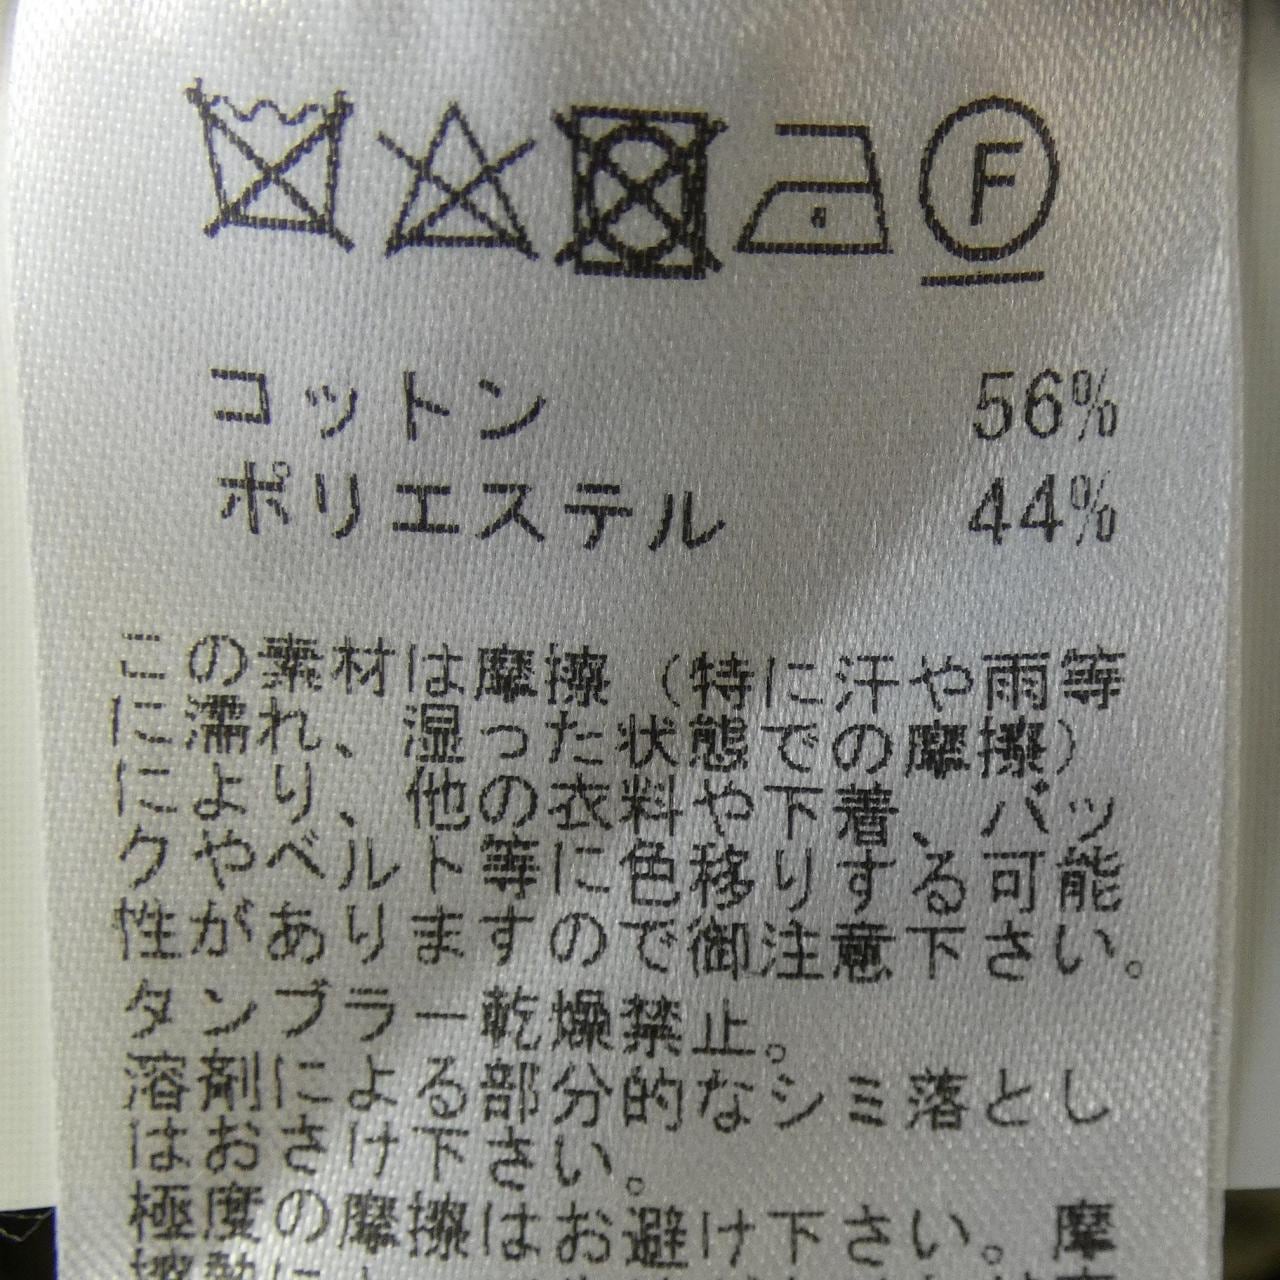 F
コットン 56%
ポリエステル 44%
この素材は摩擦（特に汗や雨等
に濡れ、湿った状態での摩擦）
により、他の衣料や下着、バッ
クやベルト等に色移りする可能
性がありますので御注意下さい。
タンブラー乾燥禁止。
溶剤による部分的なシミ落とし
はおさけ下さい。
極度の摩擦はお避け下さい。摩